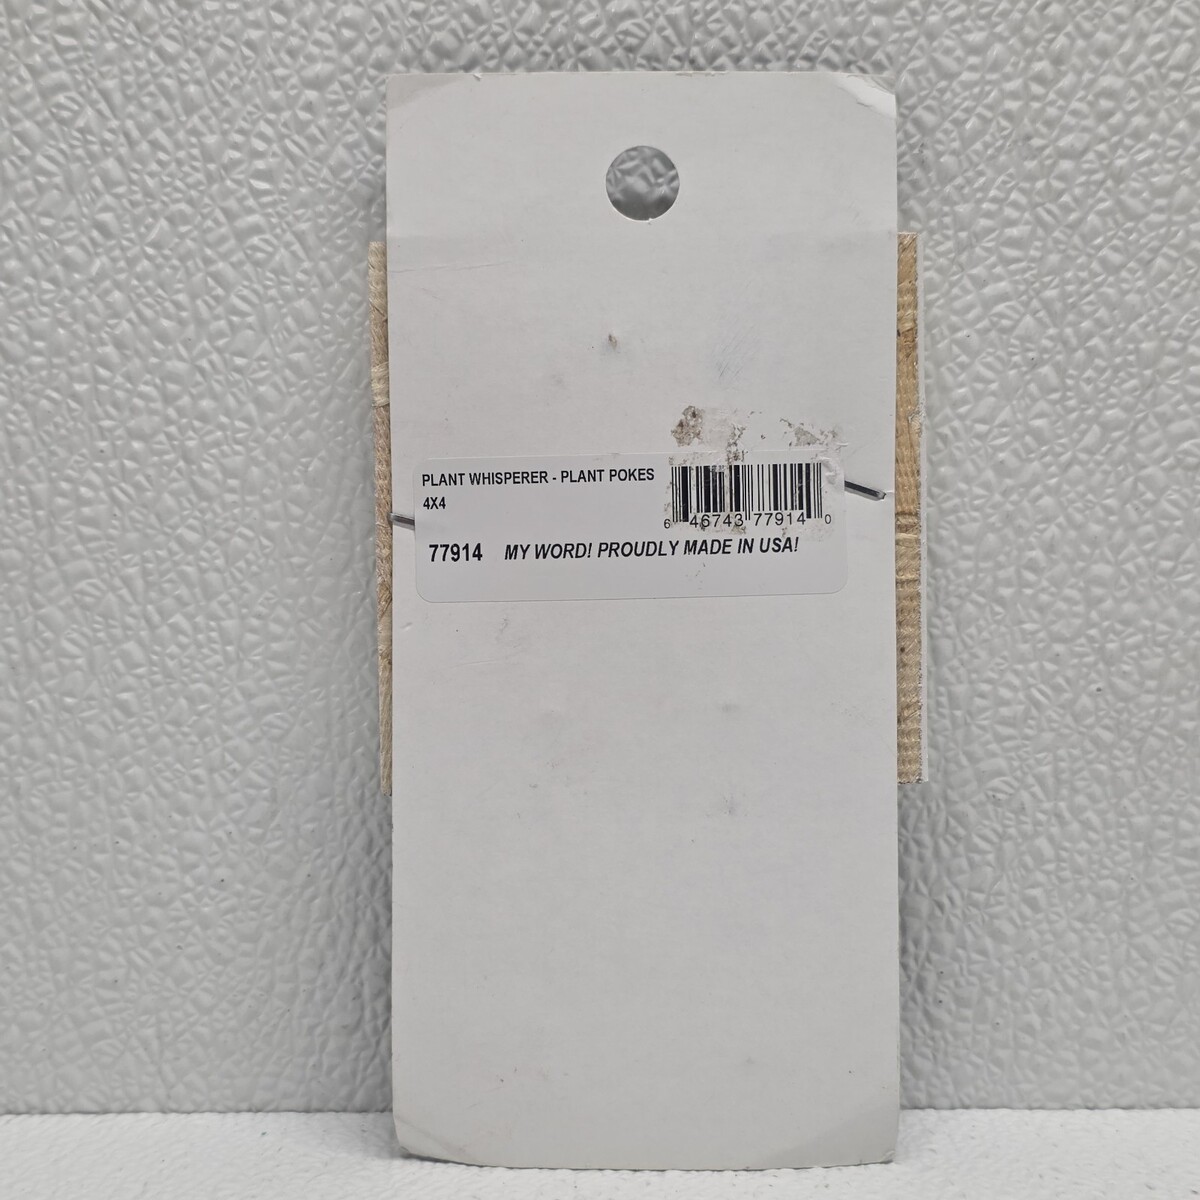 PLANT WHISPERER - PLANT POKES
4X4
6 46743 77914 0
77914 MY WORD! PROUDLY MADE IN USA!